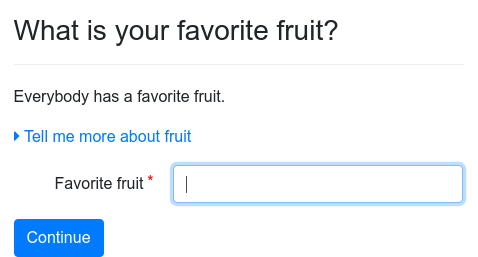 What is your favorite fruit?
Everybody has a favorite fruit.
Tell me more about fruit
Favorite fruit *
Continue